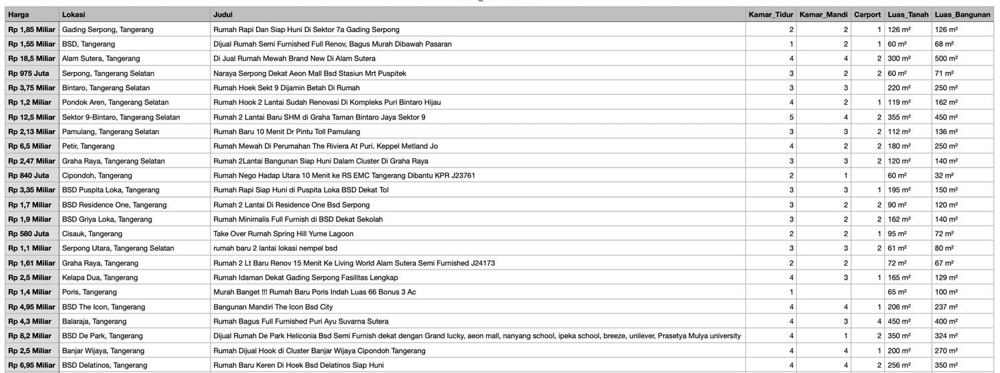 Harga Lokasi Judul Kamar_Tidur Kamar_Mandi Carport Luas_Tanah Luas_Bangunan
Rp 1,85 Miliar Gading Serpong, Tangerang Rumah Rapi Dan Siap Huni Di Sektor 7a Gading Serpong 2 2 1 126 m² 126 m²
Rp 1,55 Miliar BSD, Tangerang Dijual Rumah Semi Furnished Full Renov, Bagus Murah Dibawah Pasaran 1 2 1 60 m² 68 m²
Rp 18,5 Miliar Alam Sutera, Tangerang Di Jual Rumah Mewah Brand New Di Alam Sutera 4 4 2 300 m² 500 m²
Rp 975 Juta Serpong, Tangerang Selatan Naraya Serpong Dekat Aeon Mall Bsd Stasiun Mrt Puspitek 3 2 2 60 m² 71 m²
Rp 3,75 Miliar Bintaro, Tangerang Selatan Rumah Hoek Sekt 9 Dijamin Betah Di Rumah 3 3 220 m² 250 m²
Rp 1,2 Miliar Pondok Aren, Tangerang Selatan Rumah Hook 2 Lantai Sudah Renovasi Di Kompleks Puri Bintaro Hijau 4 2 1 119 m² 162 m²
Rp 12,5 Miliar Sektor 9-Bintaro, Tangerang Selatan Rumah 2 Lantai Baru SHM di Graha Taman Bintaro Jaya Sektor 9 5 4 2 355 m² 450 m²
Rp 2,13 Miliar Pamulang, Tangerang Selatan Rumah Baru 10 Menit Dr Pintu Toll Pamulang 3 3 2 112 m² 136 m²
Rp 6,5 Miliar Petir, Tangerang Rumah Mewah Di Perumahan The Riviera At Puri. Keppel Metland Jo 4 2 2 180 m² 250 m²
Rp 2,47 Miliar Graha Raya, Tangerang Selatan Rumah 2Lantai Bangunan Siap Huni Dalam Cluster Di Graha Raya 3 3 2 120 m² 140 m²
Rp 840 Juta Cipondoh, Tangerang Rumah Nego Hadap Utara 10 Menit ke RS EMC Tangerang Dibantu KPR J23761 2 1 60 m² 32 m²
Rp 3,35 Miliar BSD Puspita Loka, Tangerang Rumah Rapi Siap Huni di Puspita Loka BSD Dekat Tol 3 3 1 195 m² 150 m²
Rp 1,7 Miliar BSD Residence One, Tangerang Rumah 2 Lantai Di Residence One Bsd Serpong 3 2 2 90 m² 120 m²
Rp 1,9 Miliar BSD Griya Loka, Tangerang Rumah Minimalis Full Furnish di BSD Dekat Sekolah 3 2 2 162 m² 140 m²
Rp 580 Juta Cisauk, Tangerang Take Over Rumah Spring Hill Yume Lagoon 2 2 1 95 m² 72 m²
Rp 1,1 Miliar Serpong Utara, Tangerang Selatan rumah baru 2 lantai lokasi nempel bsd 3 3 2 61 m² 80 m²
Rp 1,61 Miliar Graha Raya, Tangerang Rumah 2 Lt Baru Renov 15 Menit Ke Living World Alam Sutera Semi Furnished J24173 2 2 72 m² 67 m²
Rp 2,5 Miliar Kelapa Dua, Tangerang Rumah Idaman Dekat Gading Serpong Fasilitas Lengkap 4 3 1 165 m² 129 m²
Rp 1,4 Miliar Poris, Tangerang Murah Banget !!! Rumah Baru Poris Indah Luas 66 Bonus 3 Ac 1 65 m² 100 m²
Rp 4,95 Miliar BSD The Icon, Tangerang Bangunan Mandiri The Icon Bsd City 4 4 1 206 m² 237 m²
Rp 4,3 Miliar Balaraja, Tangerang Rumah Bagus Full Furnished Puri Ayu Suvarna Sutera 4 3 4 450 m² 400 m²
Rp 8,2 Miliar BSD De Park, Tangerang Dijual Rumah De Park Heliconia Bsd Semi Furnish dekat dengan Grand lucky, aeon mall, nanyang school, ipeka school, breeze, unilever, Prasetya Mulya university 4 1 2 350 m² 324 m²
Rp 2,5 Miliar Banjar Wijaya, Tangerang Rumah Dijual Hook di Cluster Banjar Wijaya Cipondoh Tangerang 4 4 1 200 m² 270 m²
Rp 6,95 Miliar BSD Delatinos, Tangerang Rumah Baru Keren Di Hoek Bsd Delatinos Siap Huni 4 4 2 256 m² 350 m²